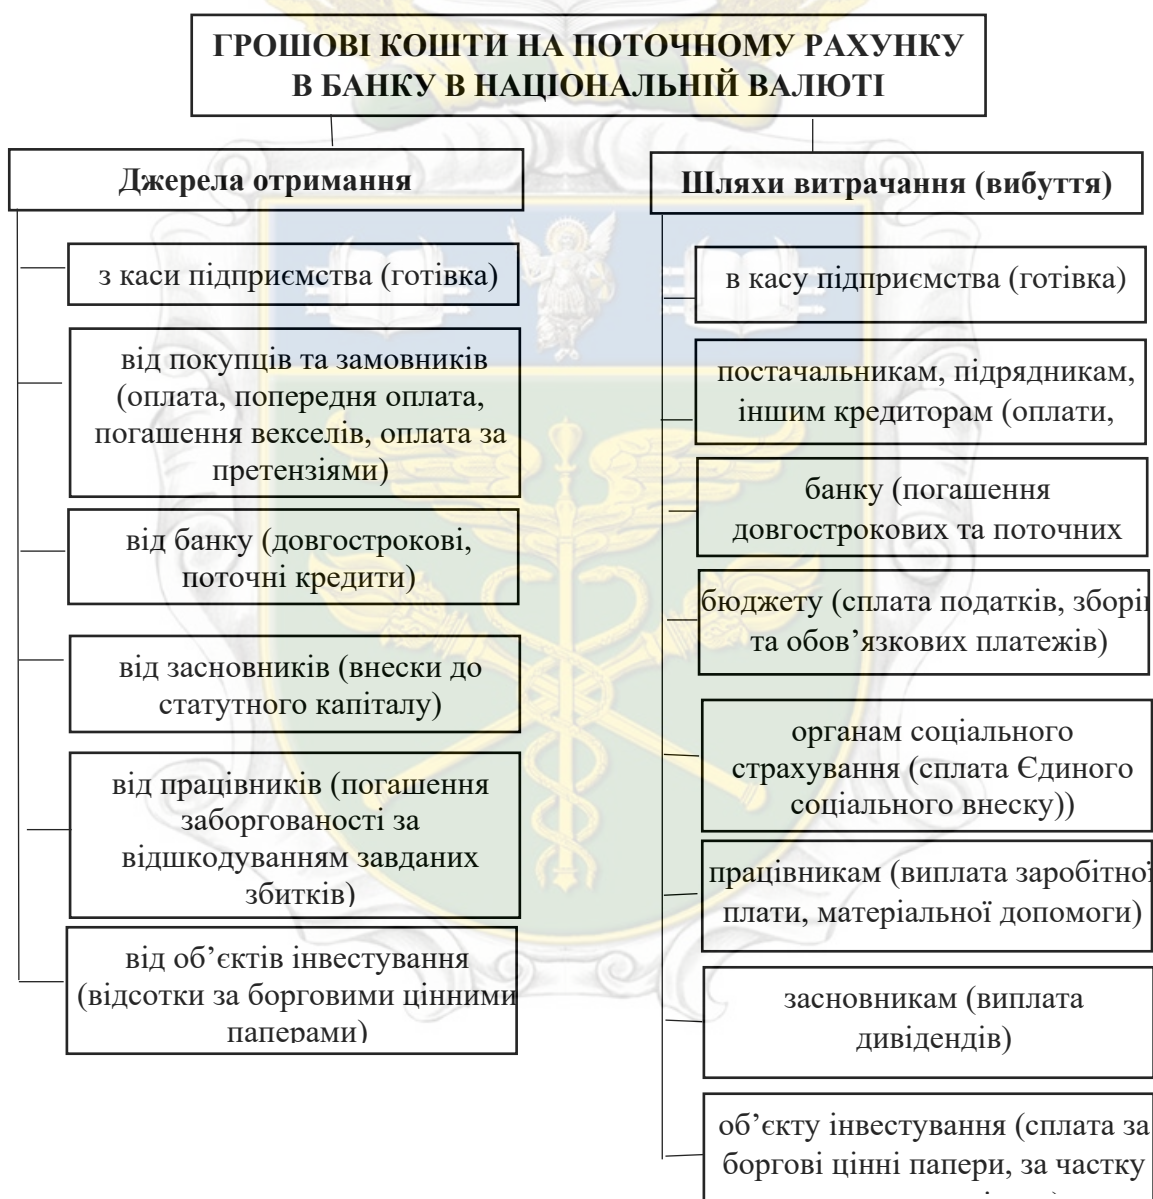 ГРОШОВІ КОШТИ НА ПОТОЧНОМУ РАХУНКУ
В БАНКУ В НАЦІОНАЛЬНІЙ ВАЛЮТІ
Джерела отримання
з каси підприємства (готівка)
від покупців та замовників
(оплата, попередня оплата,
погашення векселів, оплата за
претензіями)
від банку (довгострокові,
поточні кредити)
від засновників (внески до
статутного капіталу)
від працівників (погашення
заборгованості за
відшкодуванням завданих
збитків)
від об’єктів інвестування
(відсотки за борговими цінними
паперами)
Шляхи витрачання (вибуття)
в касу підприємства (готівка)
постачальникам, підрядникам,
іншим кредиторам (оплати,
банку (погашення
довгострокових та поточних
бюджету (сплата податків, зборів
та обов’язкових платежів)
органам соціального
страхування (сплата Єдиного
соціального внеску))
працівникам (виплата заробітної
плати, матеріальної допомоги)
засновникам (виплата
дивідендів)
об’єкту інвестування (сплата за
боргові цінні папери, за частку